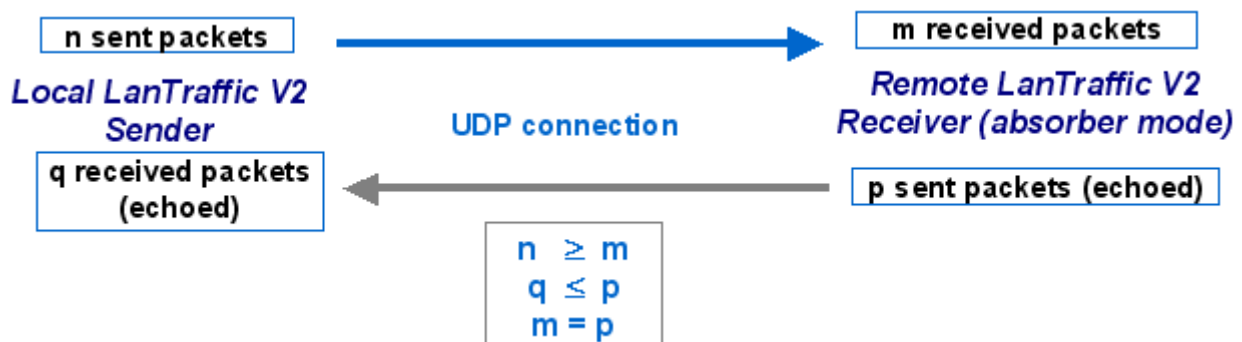 n sent packets
m received packets
Local LanTraffic V2
Sender
Remote LanTraffic V2
Receiver (absorber mode)
UDP connection
q received packets
(echoed)
p sent packets (echoed)
n ≥ m
q ≤ p
m = p